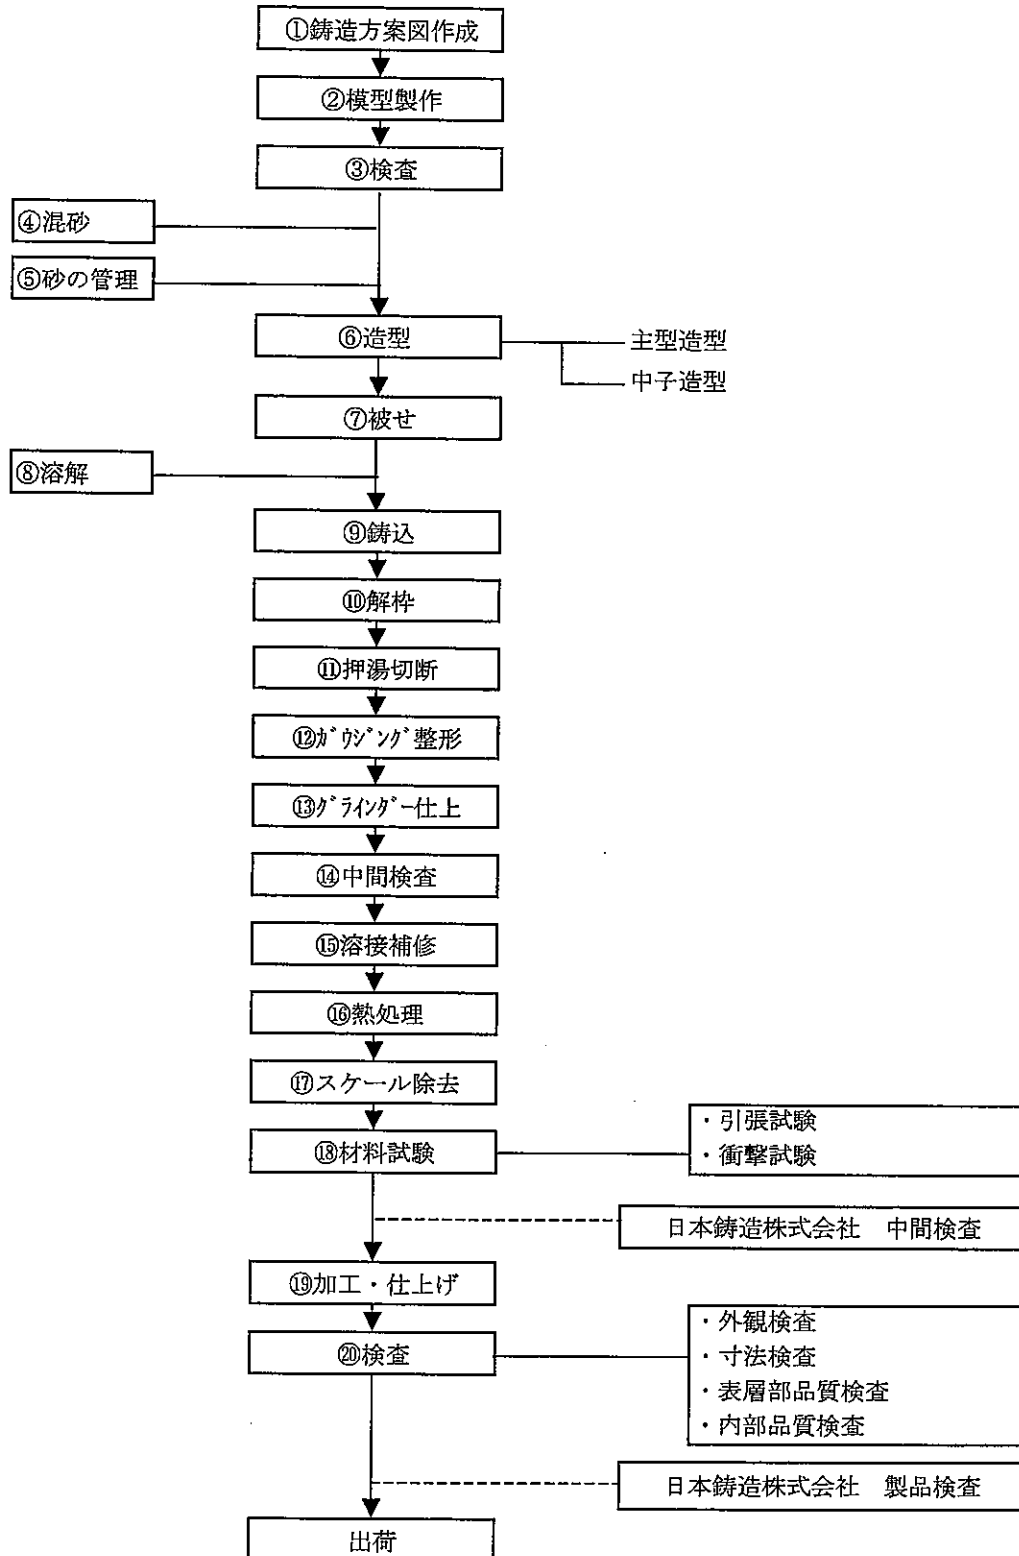 ①鋳造方案図作成
②模型製作
③検査
④混砂
⑤砂の管理
⑥造型
主型造型
中子造型
⑦被せ
⑧溶解
⑨鋳込
⑩解枠
⑪押湯切断
⑫ｶﾞｳｼﾞﾝｸﾞ整形
⑬ｸﾞﾗｲﾝﾀﾞｰ仕上
⑭中間検査
⑮溶接補修
⑯熱処理
⑰スケール除去
⑱材料試験
・引張試験
・衝撃試験
日本鋳造株式会社　中間検査
⑲加工・仕上げ
⑳検査
・外観検査
・寸法検査
・表層部品質検査
・内部品質検査
日本鋳造株式会社　製品検査
出荷